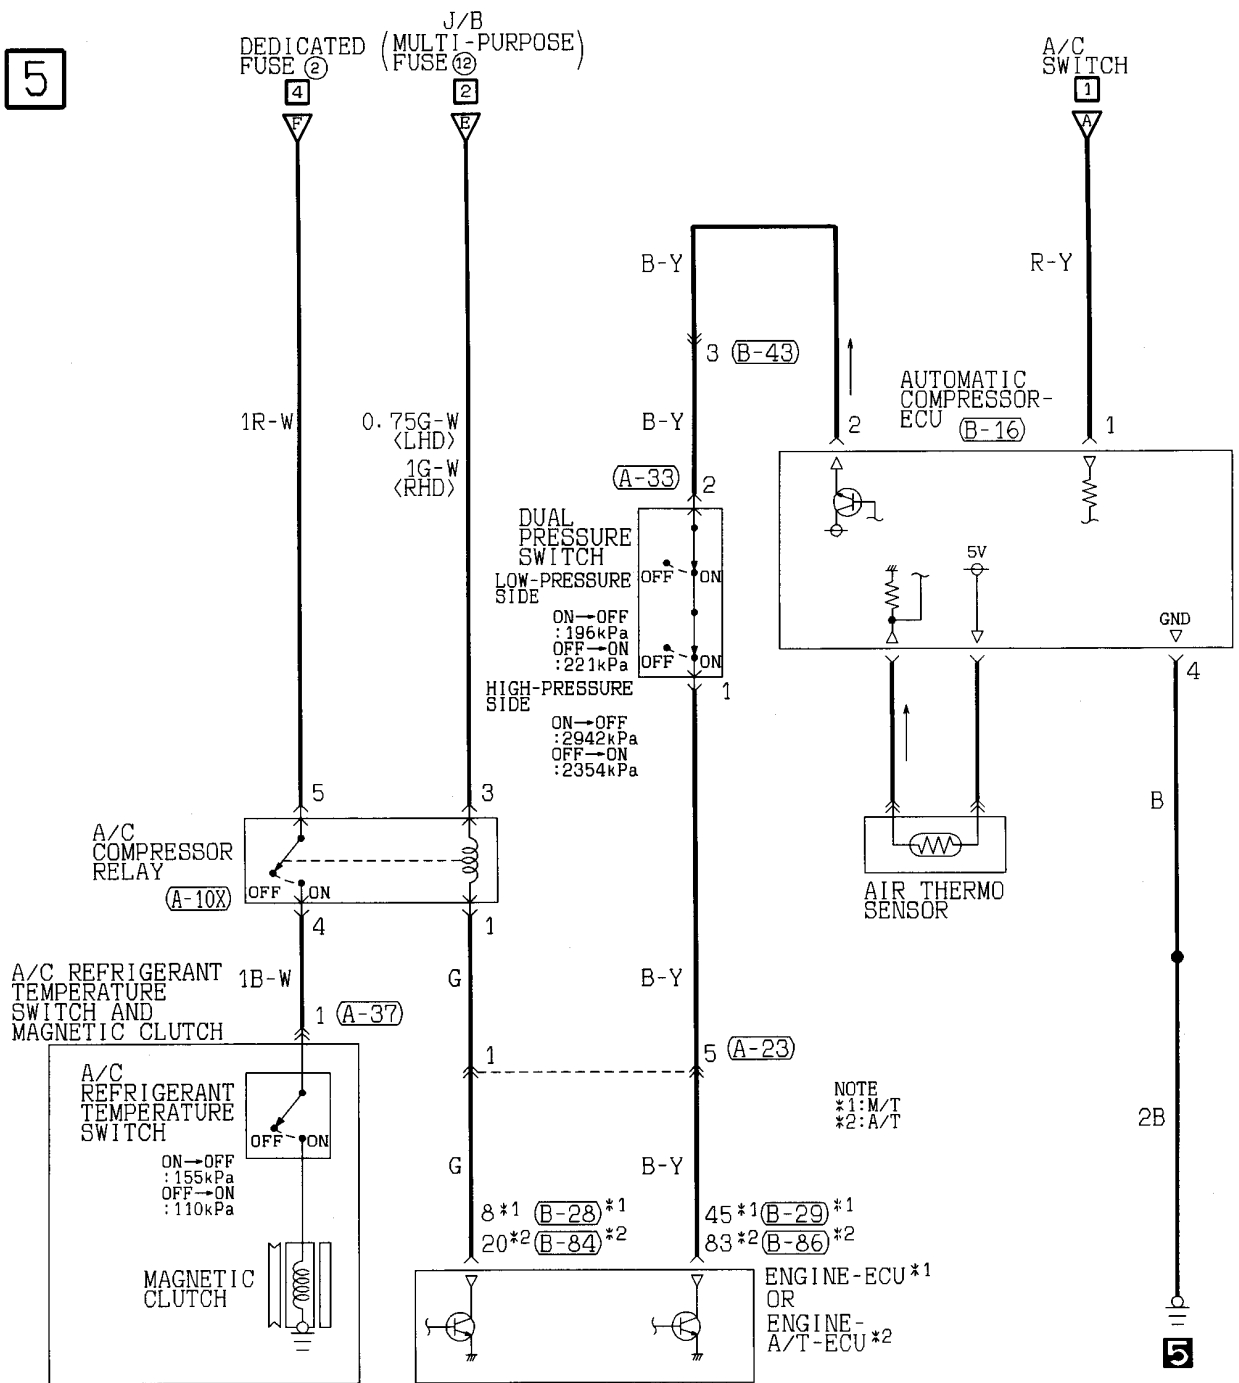 5
DEDICATED
FUSE ②
J/B
(MULTI-PURPOSE)
FUSE ⑫
A/C
SWITCH
4
2
1
F
E
A
B-Y
R-Y
3 (B-43)
1R-W
0.75G-W
<LHD>
1G-W
<RHD>
B-Y
AUTOMATIC
COMPRESSOR-
ECU
(B-16)
2
1
(A-33)
2
DUAL
PRESSURE
SWITCH
OFF
ON
LOW-PRESSURE
SIDE
ON→OFF
:196kPa
OFF→ON
:221kPa
OFF
ON
HIGH-PRESSURE
SIDE
ON→OFF
:2942kPa
OFF→ON
:2354kPa
1
5V
GND
4
5
3
B
A/C
COMPRESSOR
RELAY
(A-10X)
OFF
ON
AIR THERMO
SENSOR
4
1
A/C REFRIGERANT
TEMPERATURE
SWITCH AND
MAGNETIC CLUTCH
1B-W
G
B-Y
1 (A-37)
1
5 (A-23)
A/C
REFRIGERANT
TEMPERATURE
SWITCH
OFF
ON
ON→OFF
:155kPa
OFF→ON
:110kPa
NOTE
*1:M/T
*2:A/T
2B
G
B-Y
8*1 (B-28)*1
20*2 (B-84)*2
45*1 (B-29)*1
83*2 (B-86)*2
MAGNETIC
CLUTCH
ENGINE-ECU*1
OR
ENGINE-
A/T-ECU*2
5